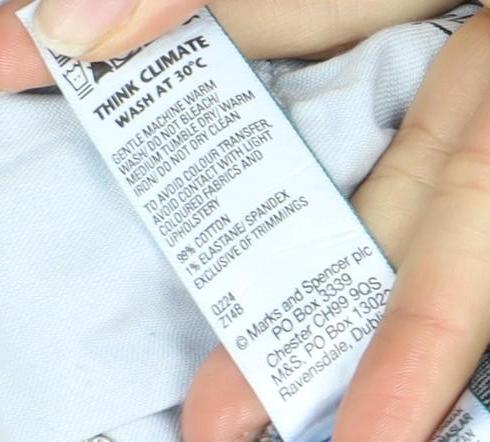 THINK CLIMATE
WASH AT 30°C
GENTLE MACHINE WARM
WASH/ DO NOT BLEACH/
MEDIUM TUMBLE DRY/ WARM
IRON/ DO NOT DRY CLEAN
TO AVOID COLOUR TRANSFER,
AVOID CONTACT WITH LIGHT
COLOURED FABRICS AND
UPHOLSTERY
99% COTTON
1% ELASTANE/ SPANDEX
EXCLUSIVE OF TRIMMINGS
0224
Z14B
© Marks and Spencer plc
PO Box 3339
Chester CH99 9QS
M&S, PO Box 13022
Ravensdale, Dubli